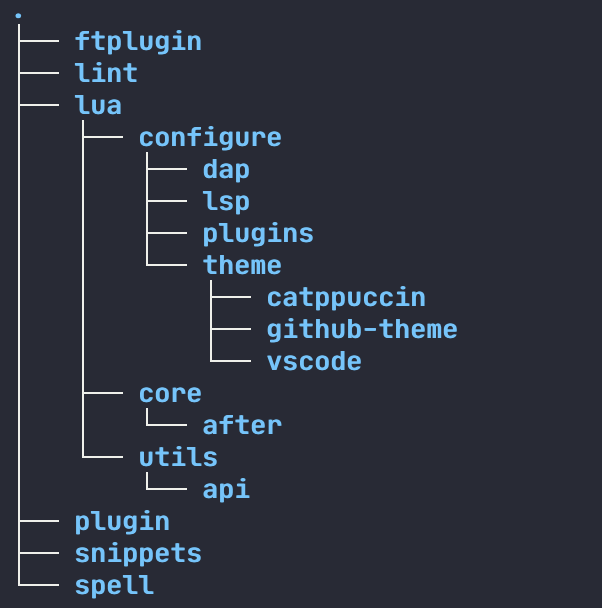 .
ftplugin
lint
lua
configure
dap
lsp
plugins
theme
catppuccin
github-theme
vscode
core
after
utils
api
plugin
snippets
spell